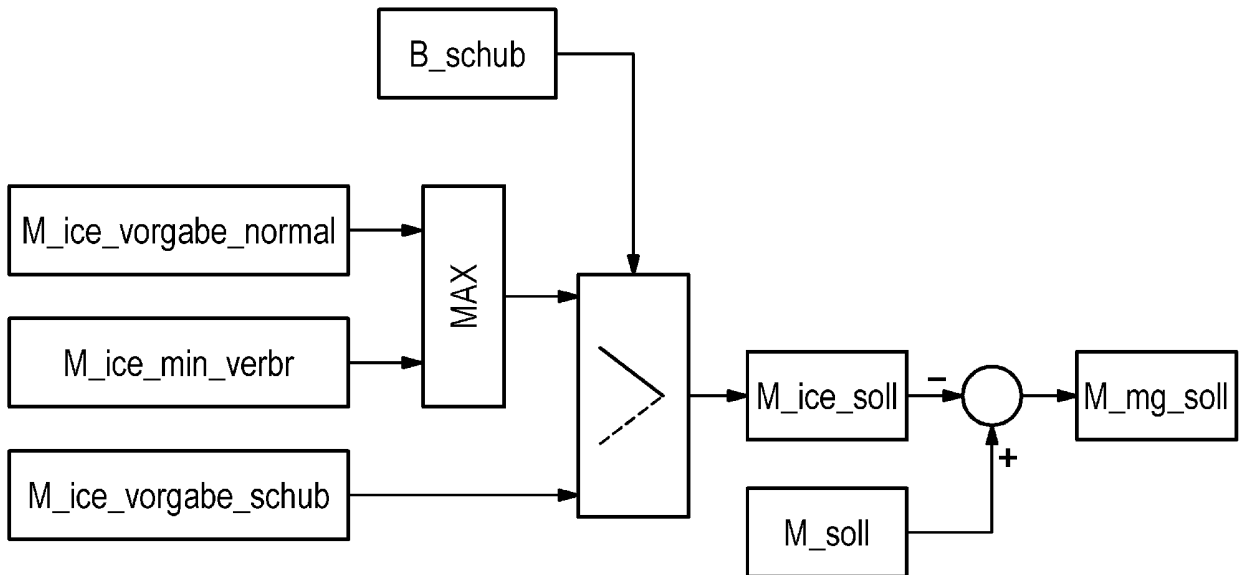 B_schub
M_ice_vorgabe_normal
MAX
M_ice_min_verbr
M_ice_soll
−
M_mg_soll
+
M_ice_vorgabe_schub
M_soll